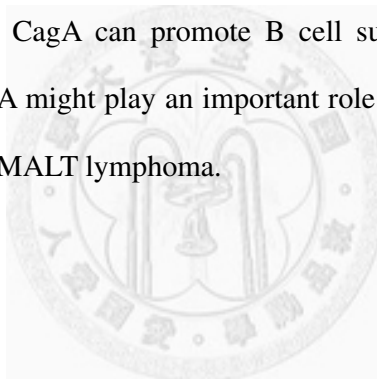 CagA can promote B cell su
A might play an important role
MALT lymphoma.